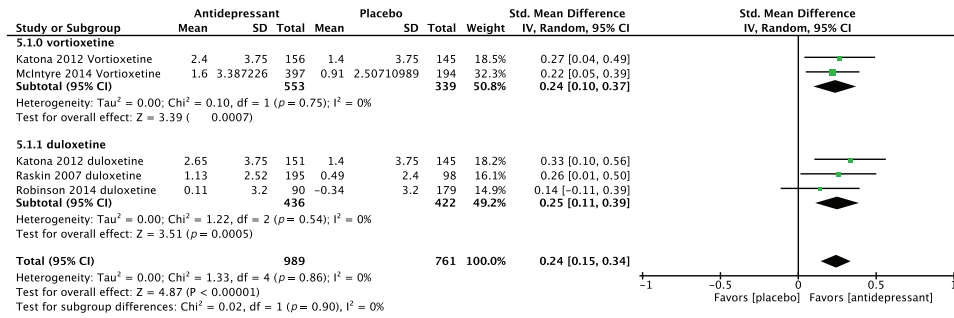 Antidepressant Placebo Std. Mean Difference Std. Mean Difference
Study or Subgroup Mean SD Total Mean SD Total Weight IV, Random, 95% CI IV, Random, 95% CI
5.1.0 vortioxetine
Katona 2012 Vortioxetine 2.4 3.75 156 1.4 3.75 145 18.5% 0.27 [0.04, 0.49]
McIntyre 2014 Vortioxetine 1.6 3.387226 397 0.91 2.50710989 194 32.3% 0.22 [0.05, 0.39]
Subtotal (95% CI) 553 339 50.8% 0.24 [0.10, 0.37]
Heterogeneity: Tau² = 0.00; Chi² = 0.10, df = 1 (p = 0.75); I² = 0%
Test for overall effect: Z = 3.39 ( 0.0007)
5.1.1 duloxetine
Katona 2012 duloxetine 2.65 3.75 151 1.4 3.75 145 18.2% 0.33 [0.10, 0.56]
Raskin 2007 duloxetine 1.13 2.52 195 0.49 2.4 98 16.1% 0.26 [0.01, 0.50]
Robinson 2014 duloxetine 0.11 3.2 90 −0.34 3.2 179 14.9% 0.14 [−0.11, 0.39]
Subtotal (95% CI) 436 422 49.2% 0.25 [0.11, 0.39]
Heterogeneity: Tau² = 0.00; Chi² = 1.22, df = 2 (p = 0.54); I² = 0%
Test for overall effect: Z = 3.51 (p = 0.0005)
Total (95% CI) 989 761 100.0% 0.24 [0.15, 0.34]
Heterogeneity: Tau² = 0.00; Chi² = 1.33, df = 4 (p = 0.86); I² = 0%
Test for overall effect: Z = 4.87 (P < 0.00001)
Test for subgroup differences: Chi² = 0.02, df = 1 (p = 0.90), I² = 0%
−1 −0.5 0 0.5 1
Favors [placebo] Favors [antidepressant]